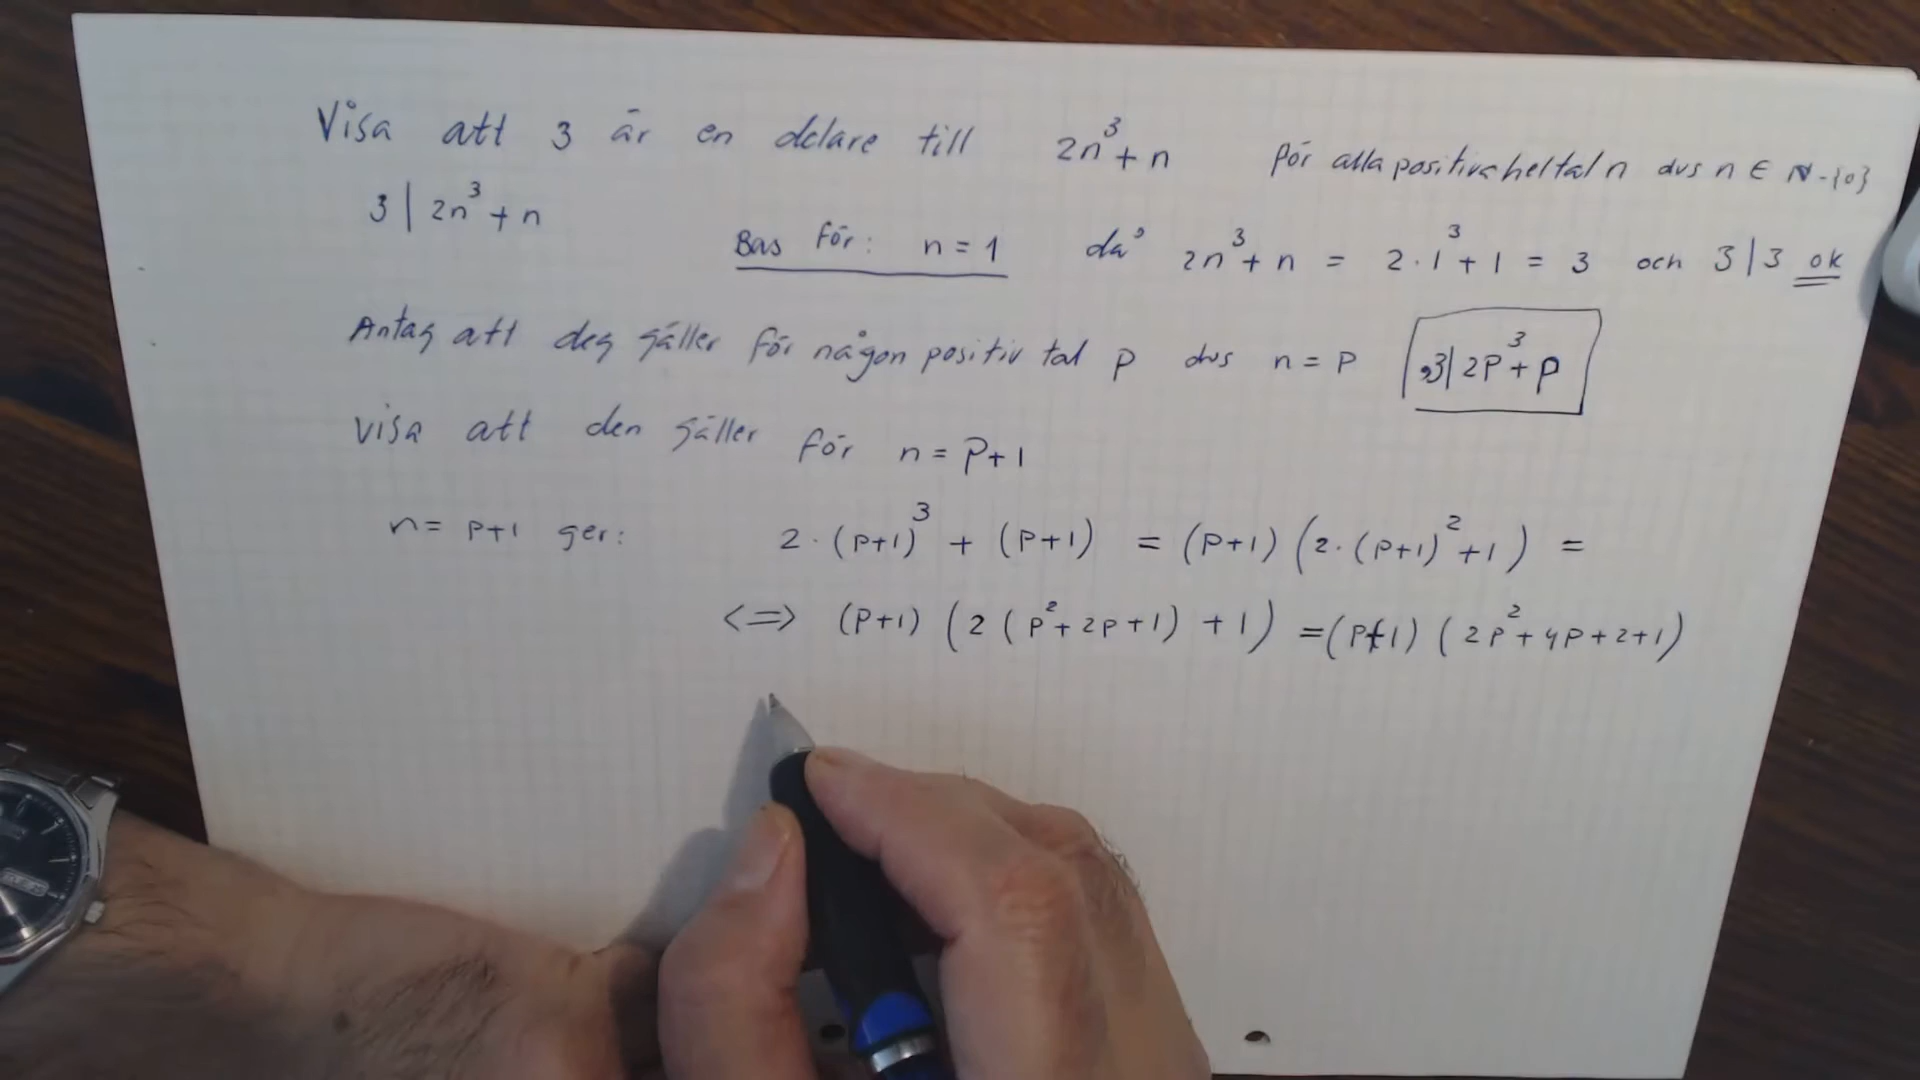 Visa att 3 är en delare till 2n³ + n för alla positiva heltal n dvs n ∈ N-{0}
3 | 2n³ + n
Bas för: n = 1 då 2n³ + n = 2·1³ + 1 = 3 och 3|3 ok
Antag att deg gäller för någon positiv tal p dvs n = p 3|2p³ + p
visa att den gäller för n = p+1
n = p+1 ger: 2·(p+1)³ + (p+1) = (p+1)(2·(p+1)² + 1) =
<=> (p+1)(2(p² + 2p + 1) + 1) = (p+1)(2p² + 4p + 2 + 1)